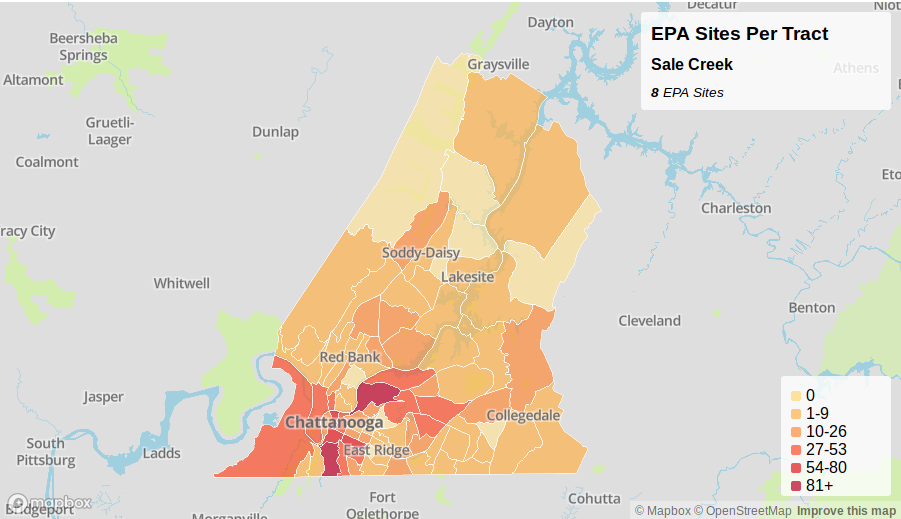 Decatur
Niot
Dayton
EPA Sites Per Tract
Beersheba
Springs
Graysville
Sale Creek
Athens
Altamont
8 EPA Sites
Gruetli-
Laager
Dunlap
Coalmont
Eto
Charleston
racy City
Soddy-Daisy
Lakesite
Whitwell
Benton
Cleveland
Red Bank
Jasper
0
1-9
10-26
27-53
54-80
81+
Collegedale
Chattanooga
South
Pittsburg
Ladds
East Ridge
Fort
Oglethorpe
Cohutta
mapbox
Bridgeport
Morganville
© Mapbox © OpenStreetMap Improve this map